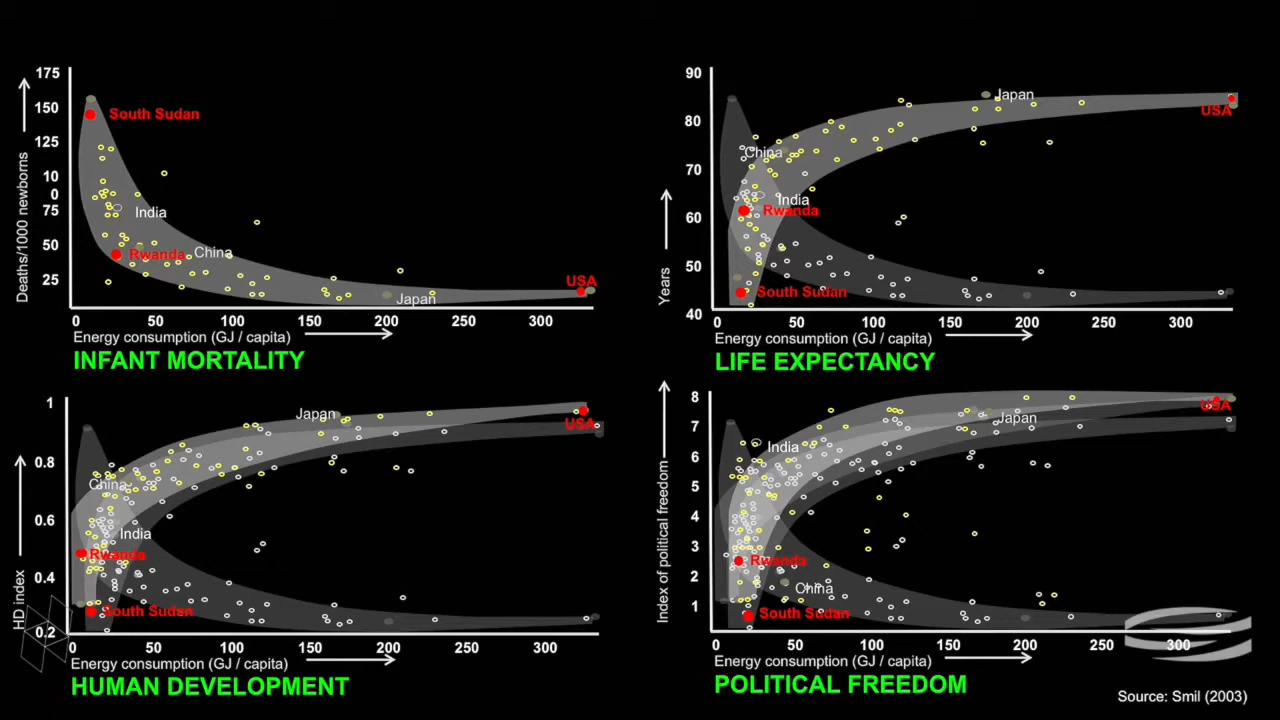 175
150
125
10
0
75
50
25
Deaths/1000 newborns
South Sudan
India
Rwanda
China
Japan
USA
0 50 100 150 200 250 300
Energy consumption (GJ / capita)
INFANT MORTALITY
90
80
70
60
50
40
Years
Japan
USA
China
India
Rwanda
South Sudan
0 50 100 150 200 250 300
Energy consumption (GJ / capita)
LIFE EXPECTANCY
1
0.8
0.6
0.4
0.2
HD index
Japan
USA
China
India
Rwanda
South Sudan
0 50 100 150 200 250 300
Energy consumption (GJ / capita)
HUMAN DEVELOPMENT
8
7
6
5
4
3
2
1
Index of political freedom
USA
Japan
India
Rwanda
China
South Sudan
0 50 100 150 200 250 300
Energy consumption (GJ / capita)
POLITICAL FREEDOM
Source: Smil (2003)